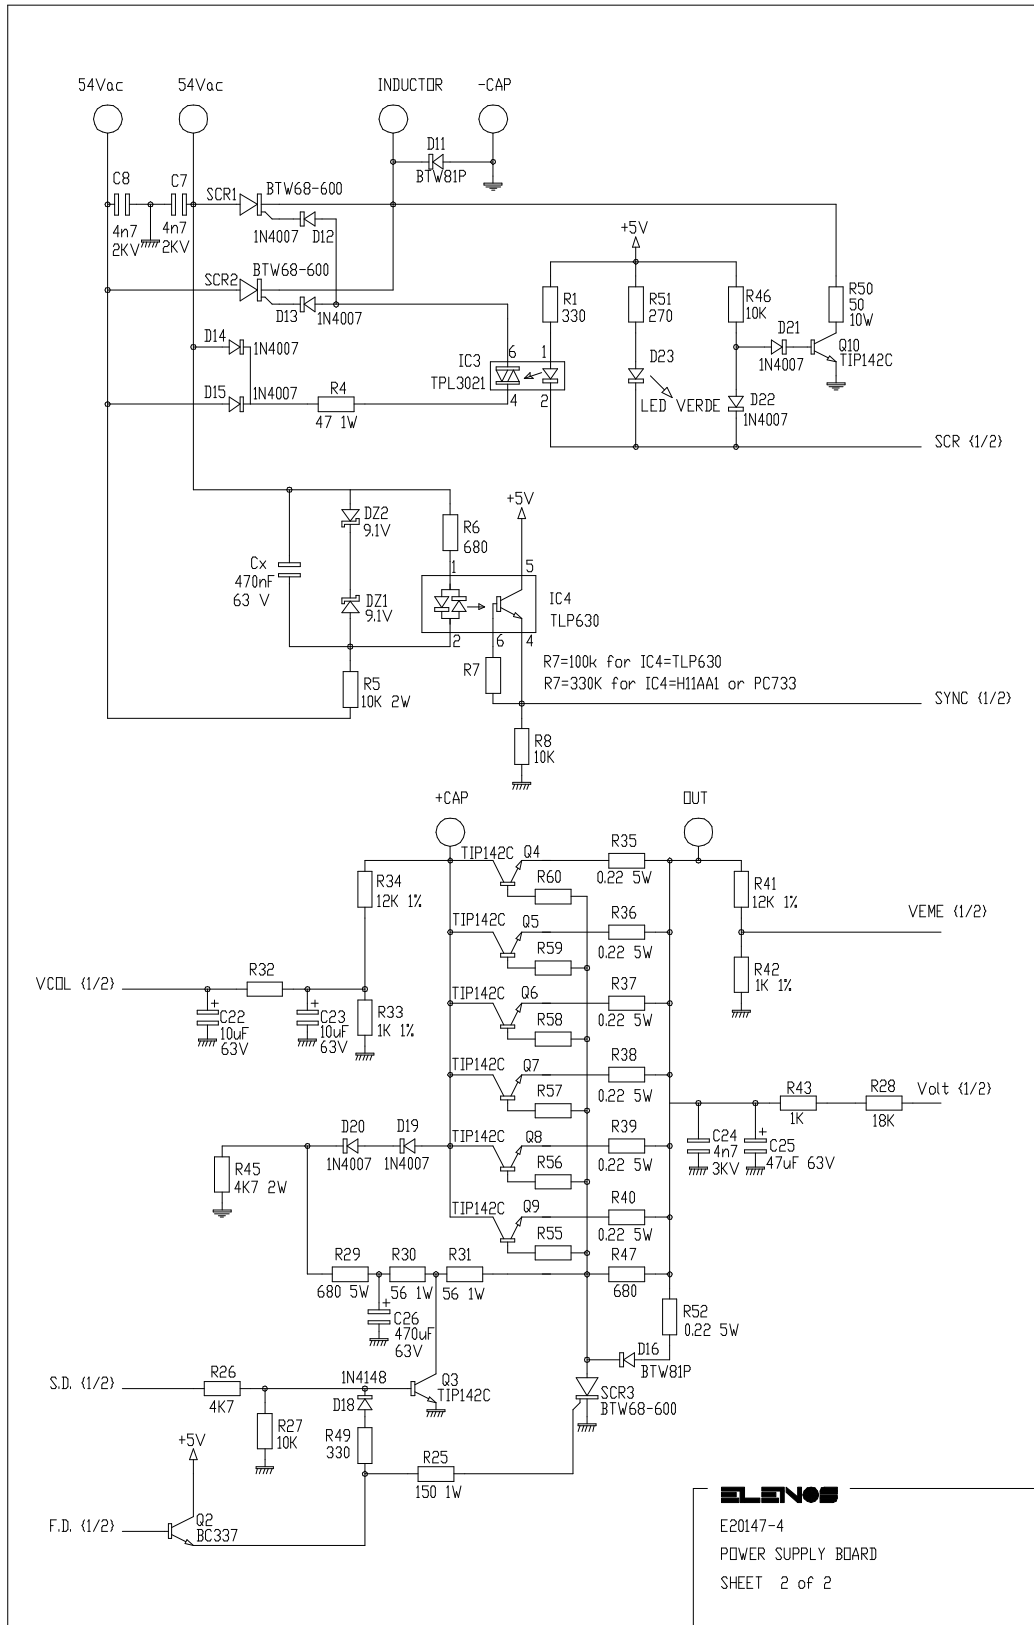 54Vac
54Vac
INDUCTOR
-CAP
D11
BTW81P
C8
C7
4n7
2KV
4n7
2KV
SCR1
BTW68-600
1N4007
D12
SCR2
BTW68-600
D13
1N4007
D14
1N4007
D15
1N4007
R4
47 1W
6
1
IC3
TPL3021
4
2
+5V
R1
330
R51
270
D23
LED VERDE
R46
10K
D21
1N4007
R50
50
10W
Q10
TIP142C
D22
1N4007
SCR (1/2)
Cx
470nF
63 V
DZ2
9.1V
DZ1
9.1V
R5
10K 2W
R6
680
+5V
1
5
IC4
TLP630
2
6
4
R7
R7=100k for IC4=TLP630
R7=330K for IC4=H11AA1 or PC733
SYNC (1/2)
R8
10K
+CAP
OUT
TIP142C
Q4
R35
0.22 5W
R60
R34
12K 1%
TIP142C
Q5
R36
0.22 5W
R59
R41
12K 1%
VEME (1/2)
VCOL (1/2)
R32
C22
10uF
63V
C23
10uF
63V
R33
1K 1%
TIP142C
Q6
R37
0.22 5W
R58
R42
1K 1%
TIP142C
Q7
R38
0.22 5W
R57
R43
1K
R28
18K
Volt (1/2)
C24
4n7
3KV
C25
47uF 63V
D20
1N4007
D19
1N4007
TIP142C
Q8
R39
0.22 5W
R56
R45
4K7 2W
TIP142C
Q9
R40
0.22 5W
R55
R29
680 5W
R30
56 1W
R31
56 1W
R47
680
C26
470uF
63V
R52
0.22 5W
D16
BTW81P
S.D. (1/2)
R26
4K7
1N4148
D18
Q3
TIP142C
SCR3
BTW68-600
R27
10K
R49
330
+5V
R25
150 1W
F.D. (1/2)
Q2
BC337
ELENOS
E20147-4
POWER SUPPLY BOARD
SHEET 2 of 2